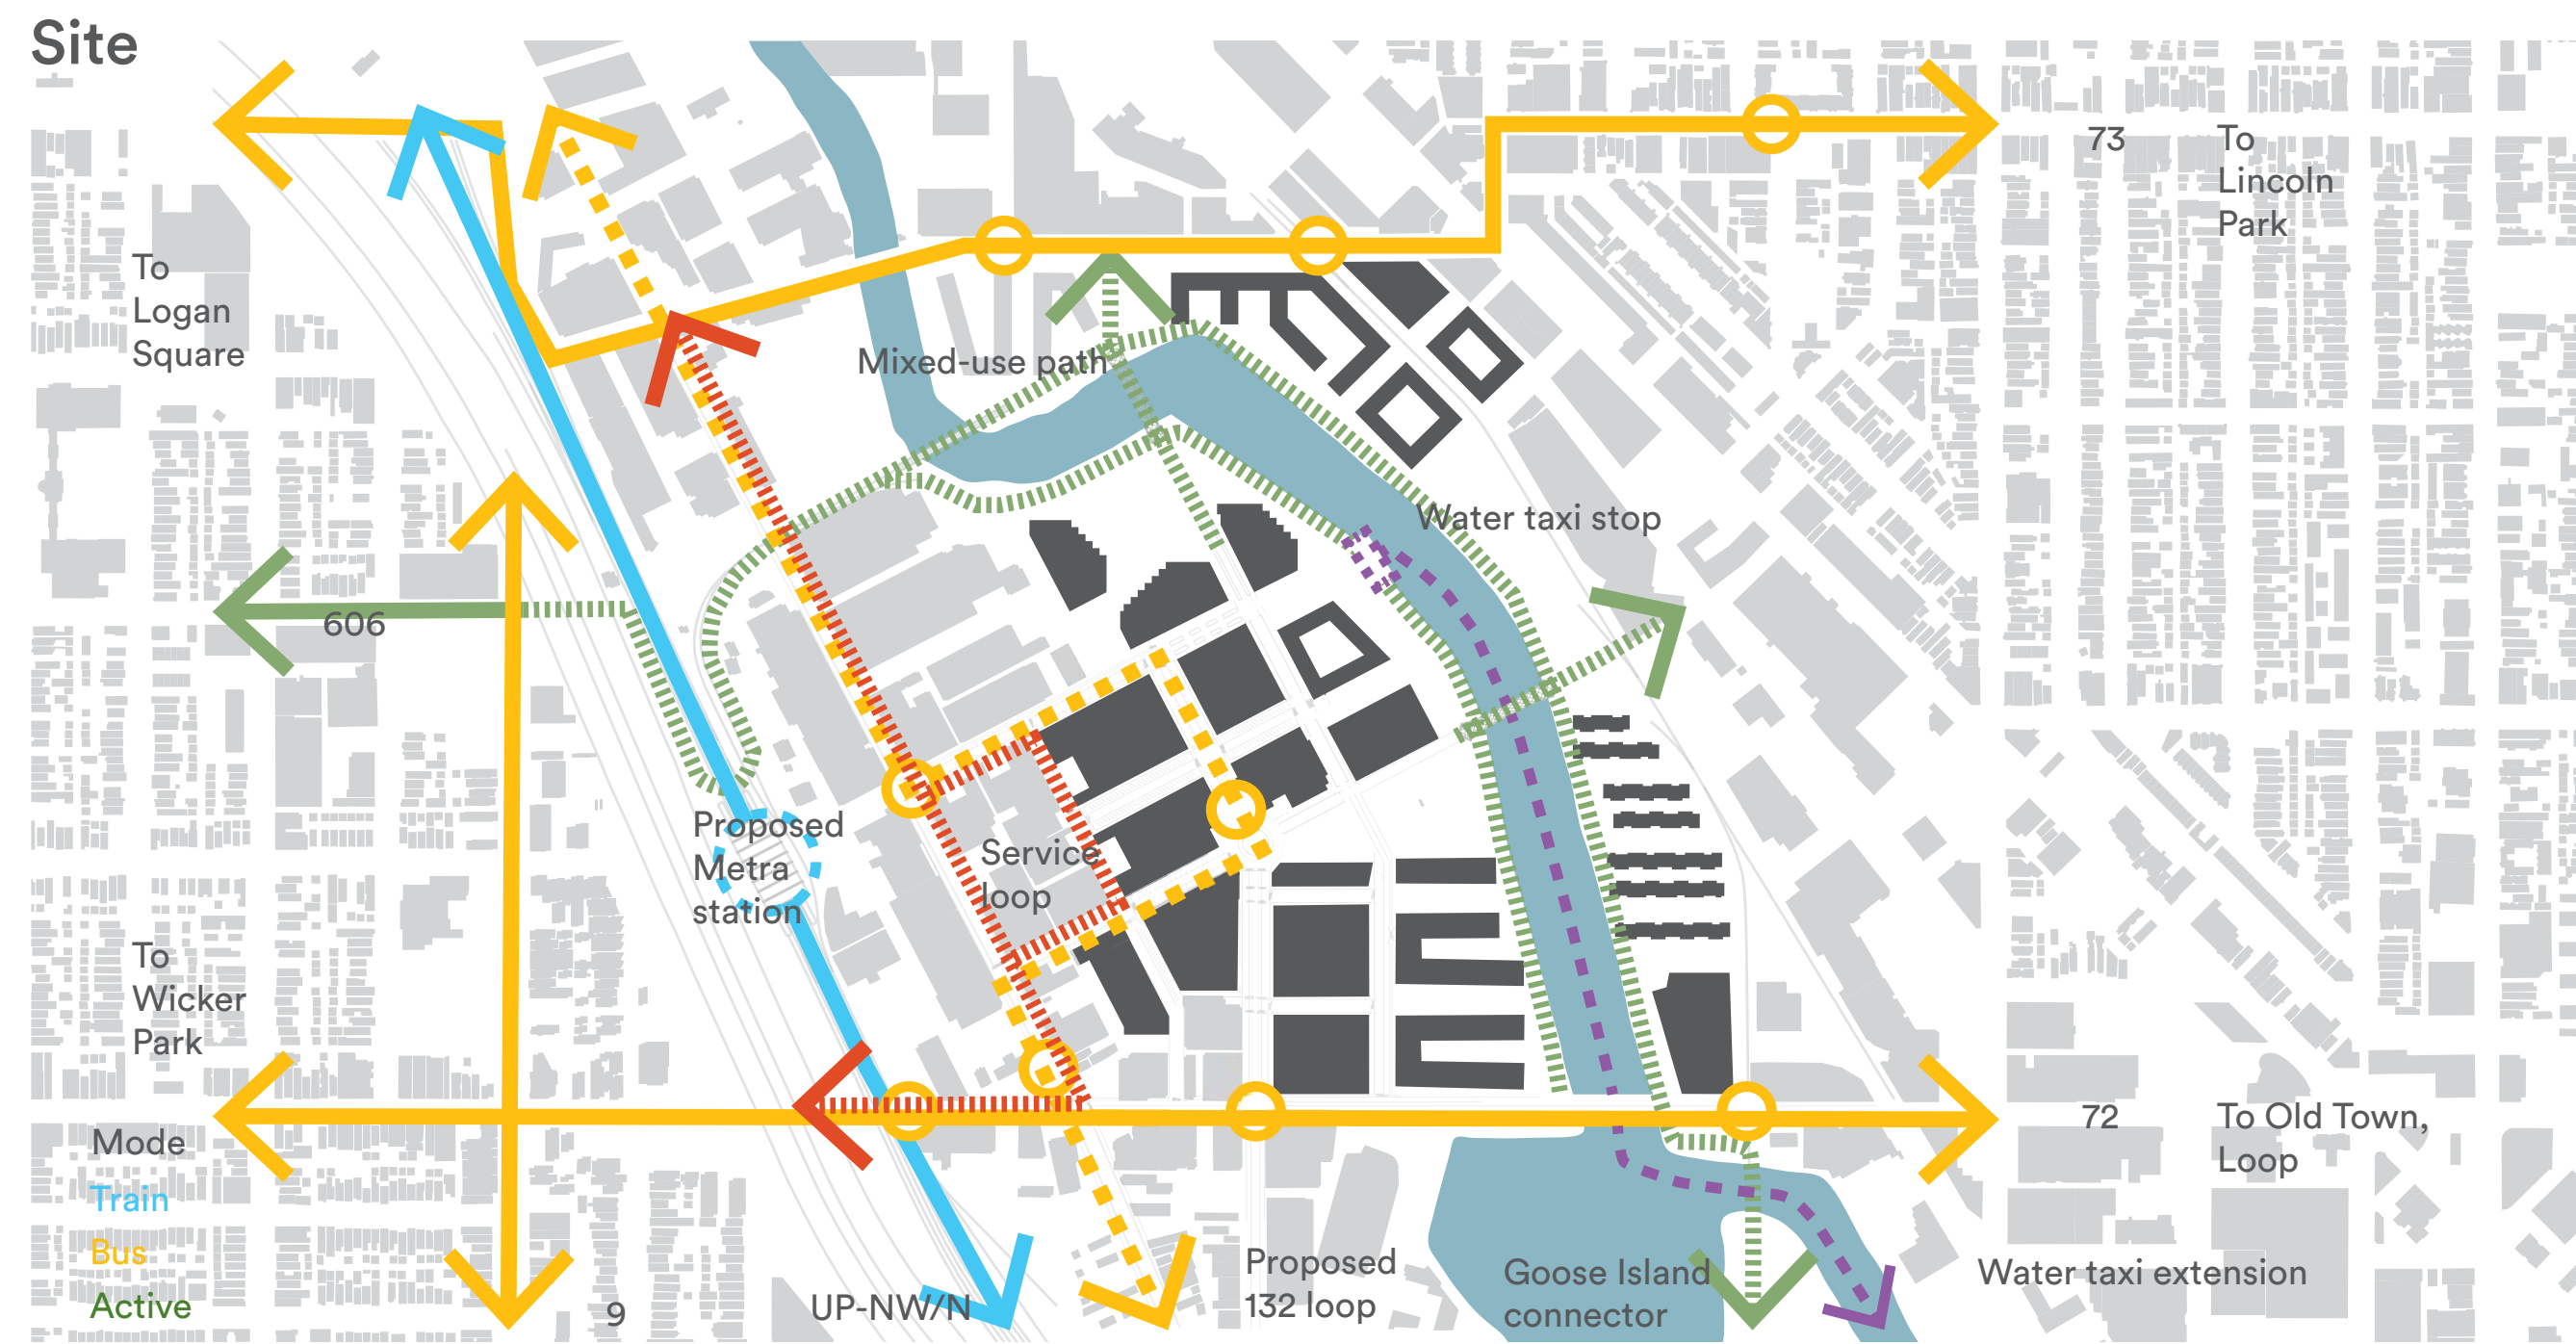 Site
73
To
Lincoln
Park
To
Logan
Square
Mixed-use path
Water taxi stop
606
Proposed
Metra
station
Service
loop
To
Wicker
Park
72
To Old Town,
Loop
Mode
Train
Bus
Active
9
UP-NW/N
Proposed
132 loop
Goose Island
connector
Water taxi extension